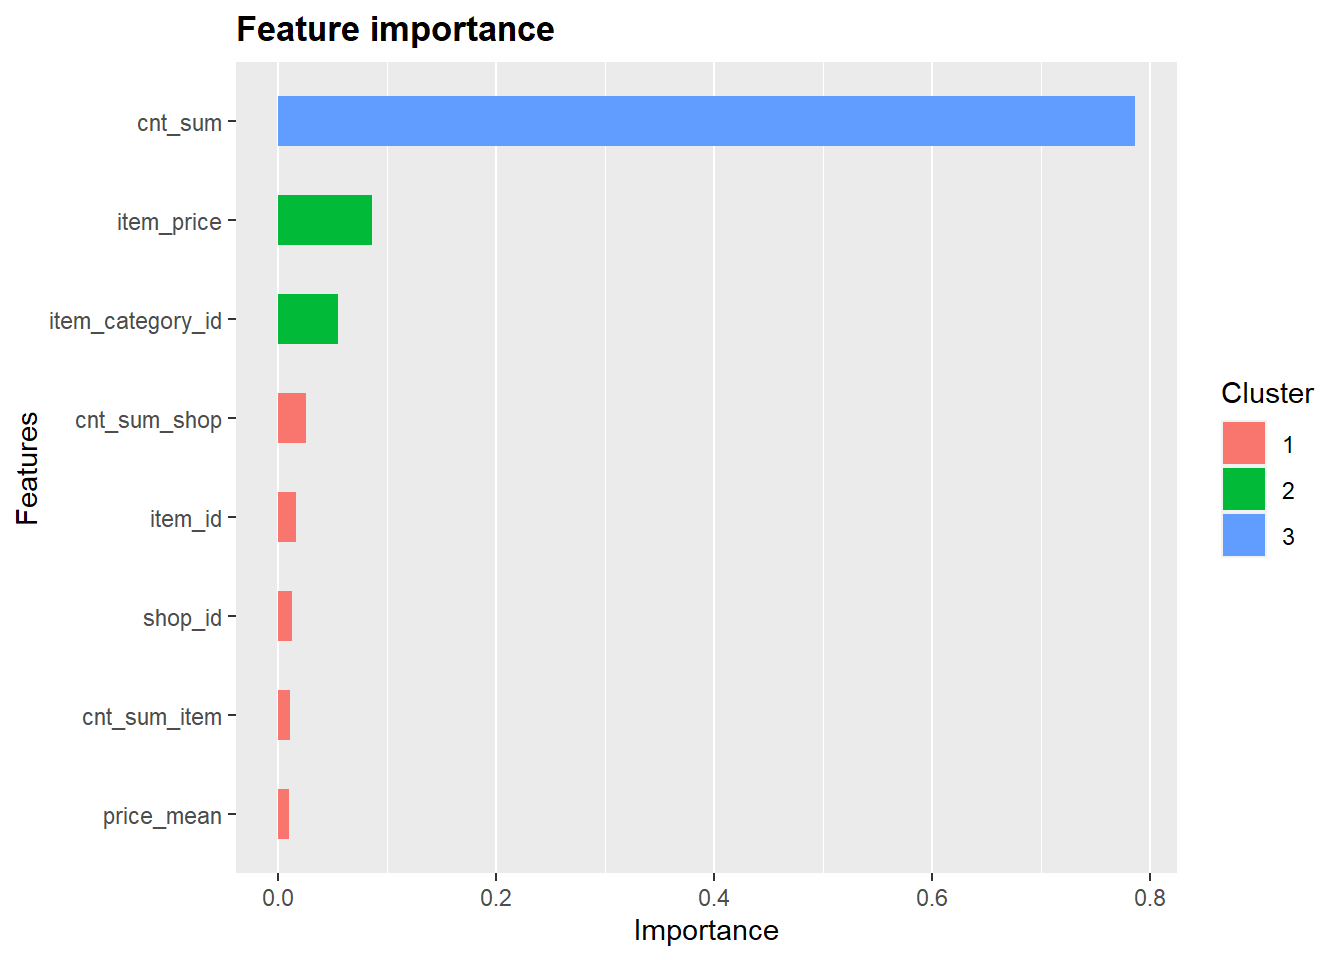 Feature importance
cnt_sum
item_price
item_category_id
cnt_sum_shop
item_id
shop_id
cnt_sum_item
price_mean
Features
0.0 0.2 0.4 0.6 0.8
Importance
Cluster
1
2
3